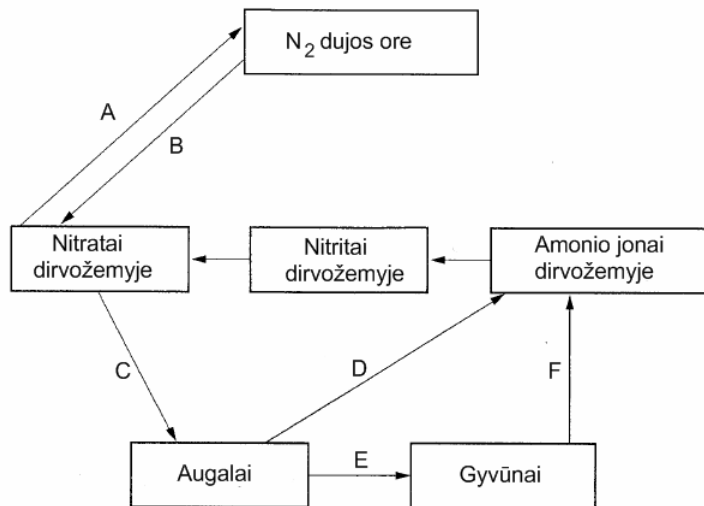 N2 dujos ore
A
B
Nitratai
dirvožemyje
Nitritai
dirvožemyje
Amonio jonai
dirvožemyje
C
D
F
Augalai
E
Gyvūnai